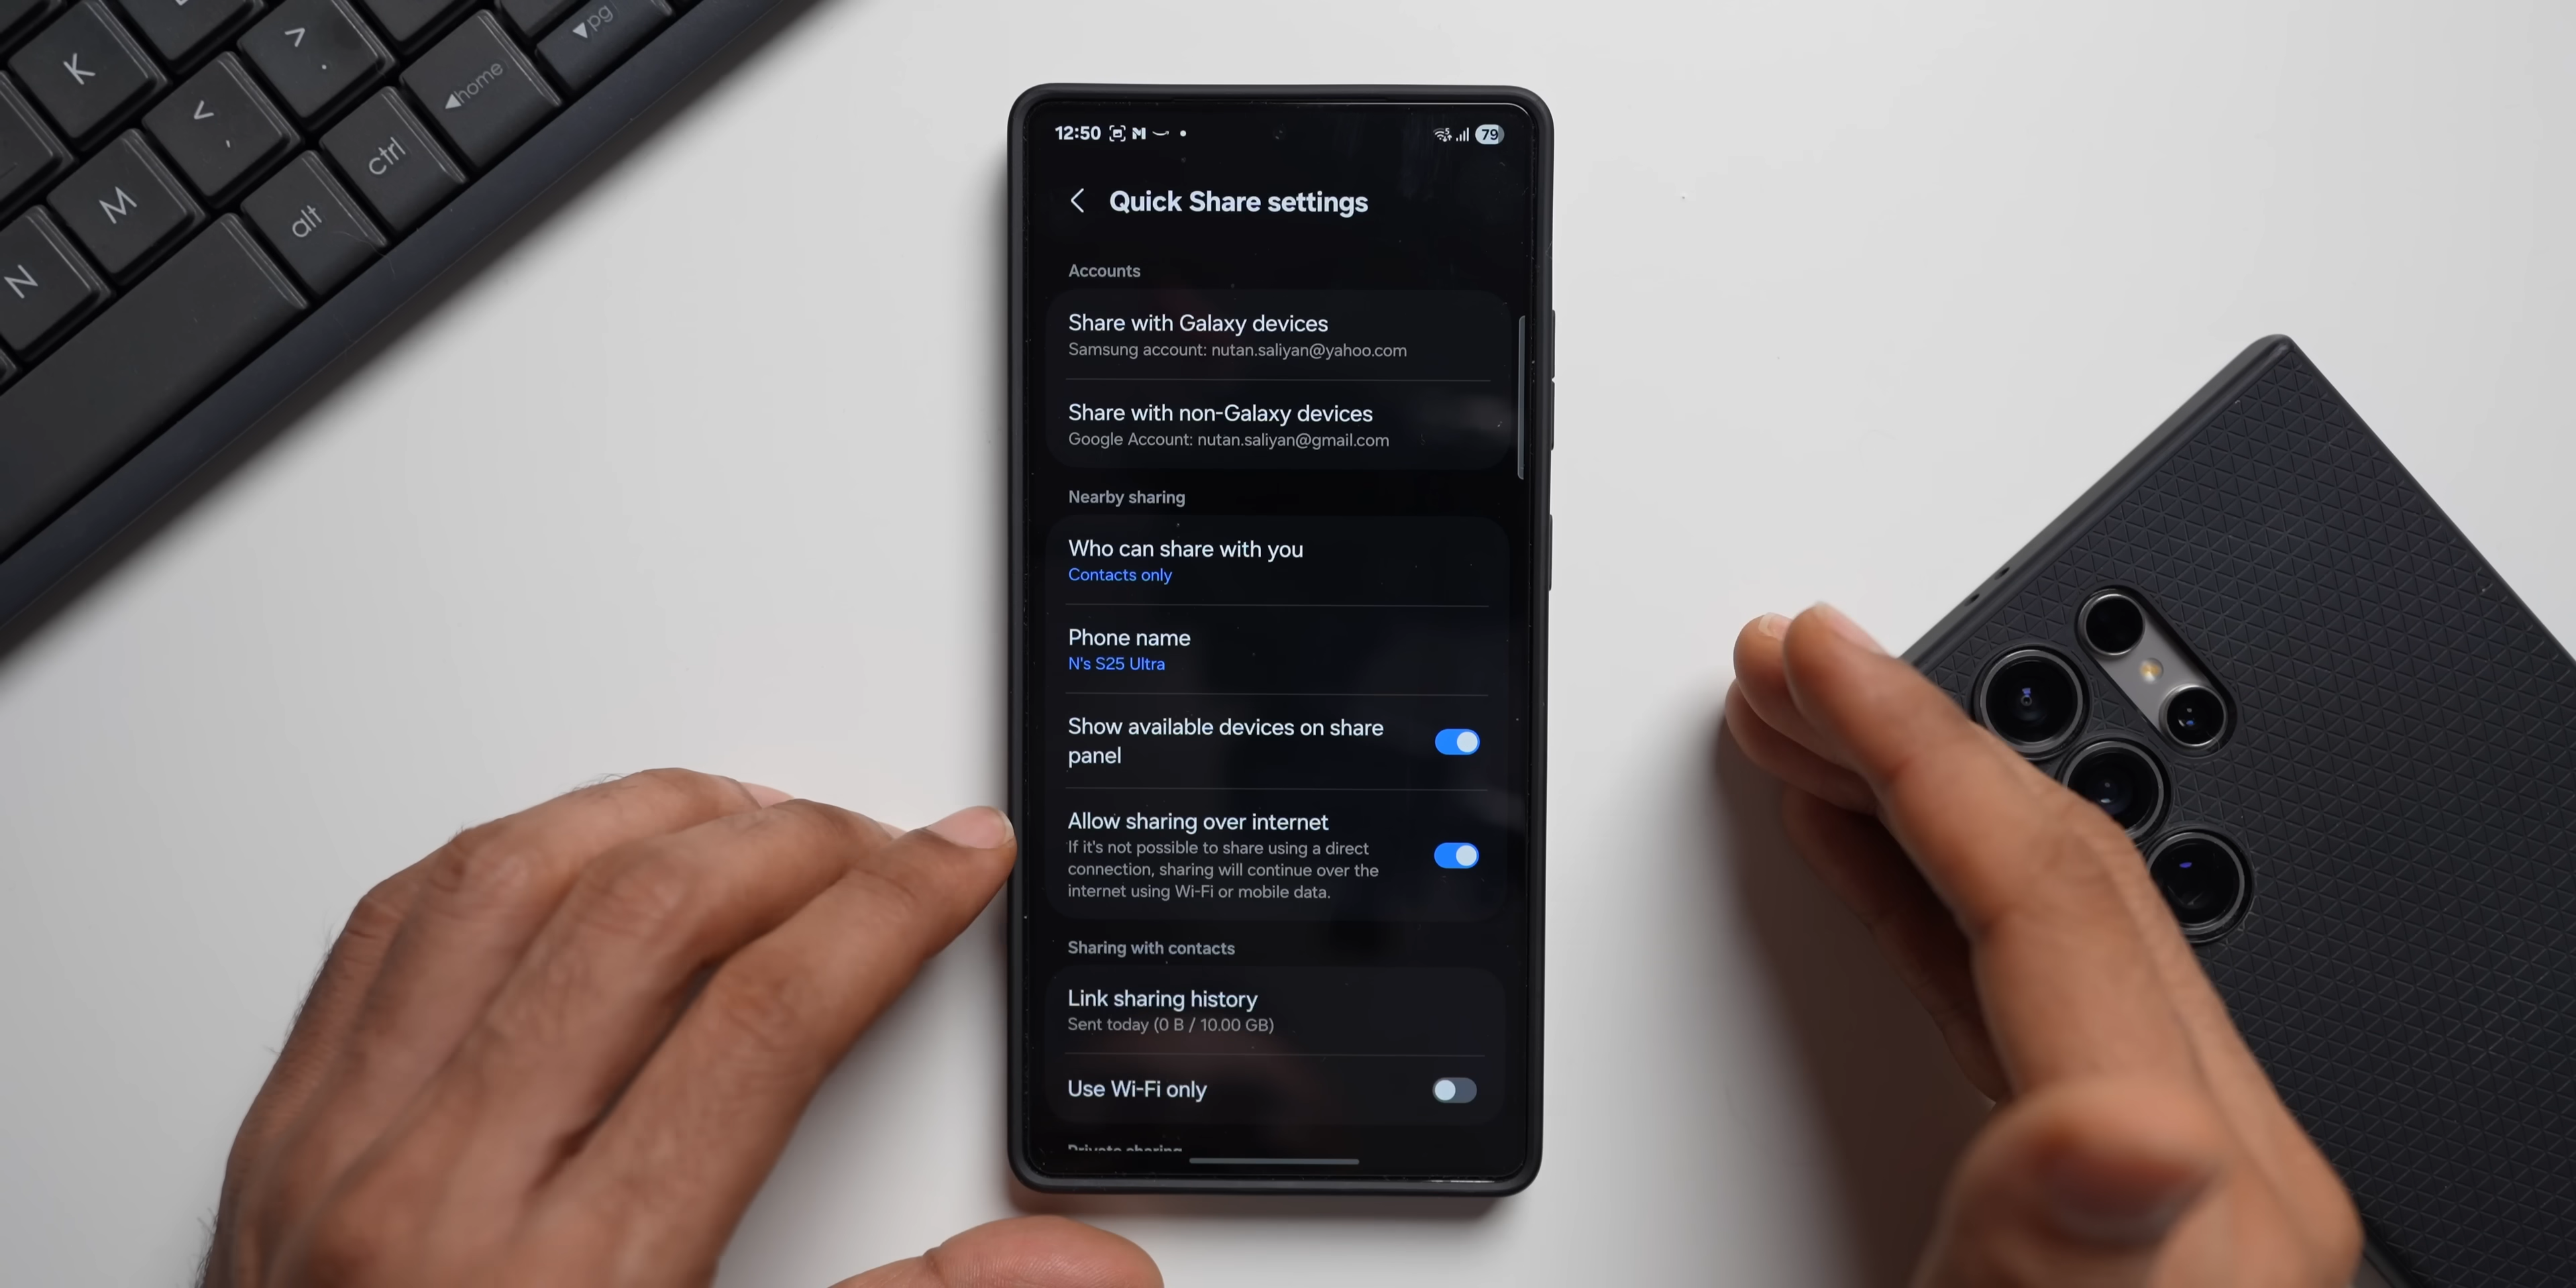 K
>
.
▲home
▼pg
<
,
M
alt
ctrl
N
12:50
79
Quick Share settings
Accounts
Share with Galaxy devices
Samsung account: nutan.saliyan@yahoo.com
Share with non-Galaxy devices
Google Account: nutan.saliyan@gmail.com
Nearby sharing
Who can share with you
Contacts only
Phone name
N's S25 Ultra
Show available devices on share
panel
Allow sharing over internet
If it's not possible to share using a direct
connection, sharing will continue over the
internet using Wi-Fi or mobile data.
Sharing with contacts
Link sharing history
Sent today (0 B / 10.00 GB)
Use Wi-Fi only
Private sharing